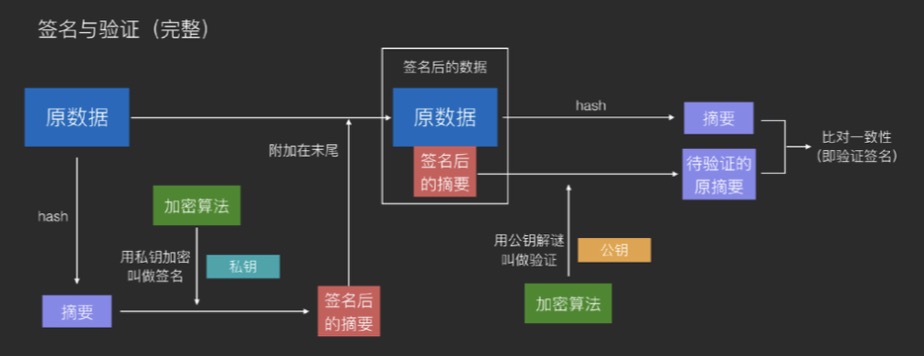 签名与验证（完整）
签名后的数据
原数据
原数据
hash
摘要
附加在末尾
签名后
的摘要
待验证的
原摘要
比对一致性
(即验证签名)
hash
加密算法
用私钥加密
叫做签名
私钥
用公钥解谜
叫做验证
公钥
摘要
签名后
的摘要
加密算法